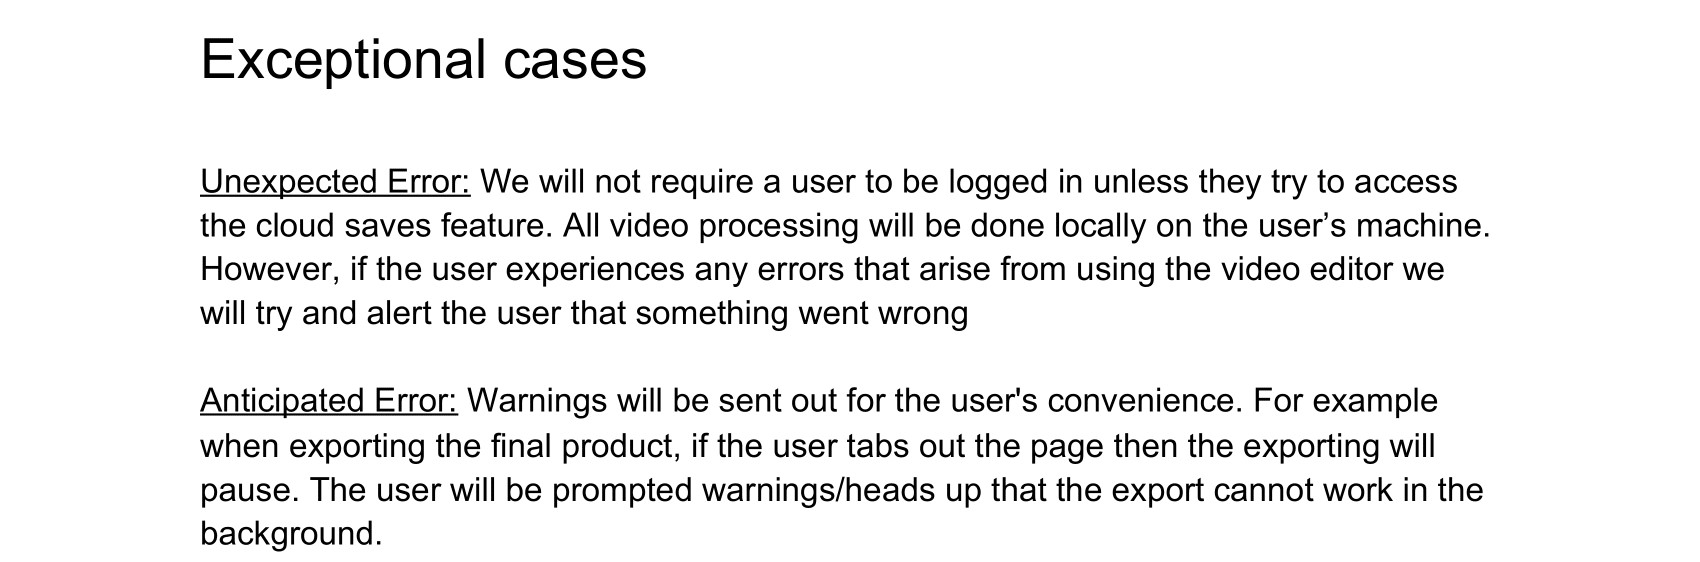 Exceptional cases
Unexpected Error: We will not require a user to be logged in unless they try to access
the cloud saves feature. All video processing will be done locally on the user’s machine.
However, if the user experiences any errors that arise from using the video editor we
will try and alert the user that something went wrong
Anticipated Error: Warnings will be sent out for the user's convenience. For example
when exporting the final product, if the user tabs out the page then the exporting will
pause. The user will be prompted warnings/heads up that the export cannot work in the
background.